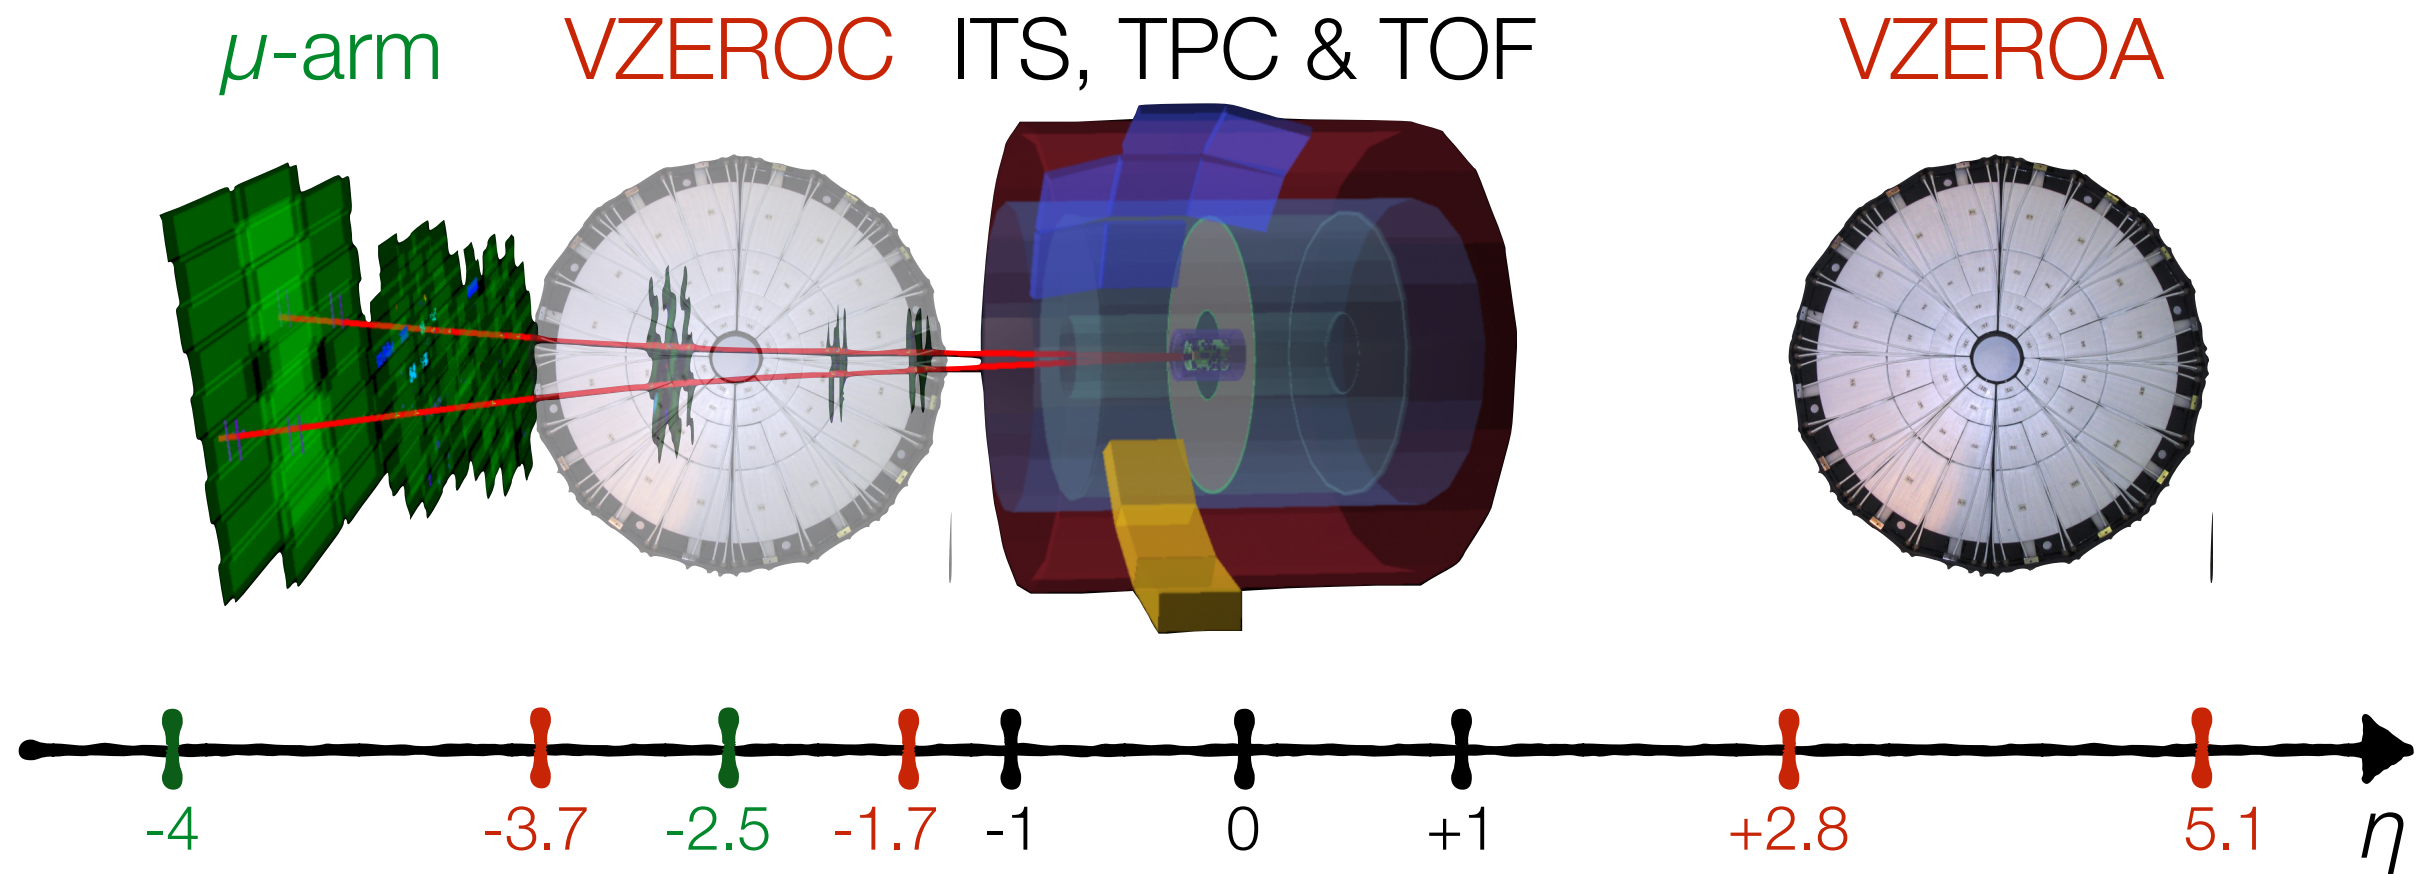 μ-arm VZEROC ITS, TPC & TOF VZEROA
-4 -3.7 -2.5 -1.7 -1 0 +1 +2.8 5.1 η